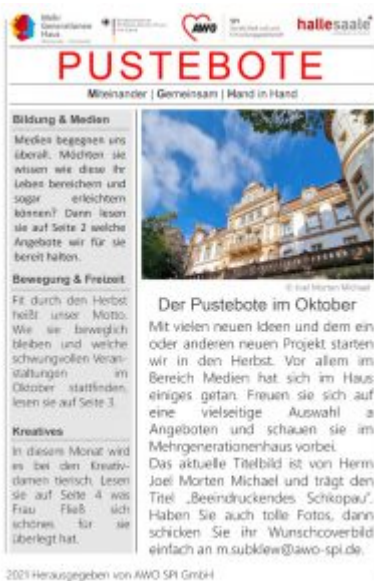 Mehr
Generationen
Haus
AWO
SPI
hallesaale*
PUSTEBOTE
Miteinander | Gemeinsam | Hand in Hand
Bildung & Medien
Medien begegnen uns
überall. Möchten sie
wissen wie diese ihr
Leben bereichern und
sogar erleichtern
können? Dann lesen
sie auf Seite 2 welche
Angebote wir für sie
bereit halten.
Bewegung & Freizeit
Fit durch den Herbst
heißt unser Motto.
Wie sie beweglich
bleiben und welche
schwungvollen Veran-
staltungen im
Oktober stattfinden,
lesen sie auf Seite 3.
Kreatives
In diesem Monat wird
es bei den Kreativ-
damen tierisch. Lesen
sie auf Seite 4 was
Frau Fließ sich
schönes für sie
überlegt hat.
© Joel Morten Michael
Der Pustebote im Oktober
Mit vielen neuen Ideen und dem ein
oder anderen neuen Projekt starten
wir in den Herbst. Vor allem im
Bereich Medien hat sich im Haus
einiges getan. Freuen sie sich auf
eine vielseitige Auswahl a
Angeboten und schauen sie im
Mehrgenerationenhaus vorbei.
Das aktuelle Titelbild ist von Herrn
Joel Morten Michael und trägt den
Titel „Beeindruckendes Schkopau".
Haben Sie auch tolle Fotos, dann
schicken Sie ihr Wunschcoverbild
einfach an m.subklew@awo-spi.de.
2021 Herausgegeben von AWO SPI GmbH